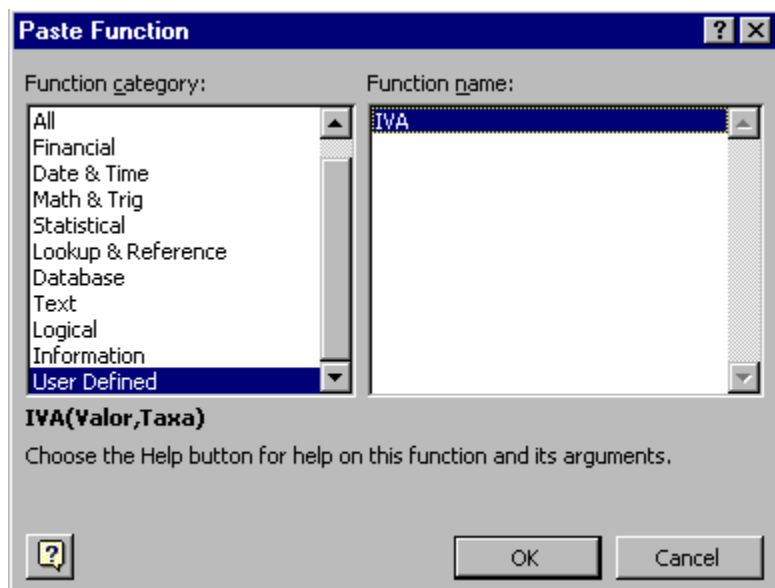 Paste Function
Function category:
Function name:
All
Financial
Date & Time
Math & Trig
Statistical
Lookup & Reference
Database
Text
Logical
Information
User Defined
IVA
IVA(Valor,Taxa)
Choose the Help button for help on this function and its arguments.
OK
Cancel